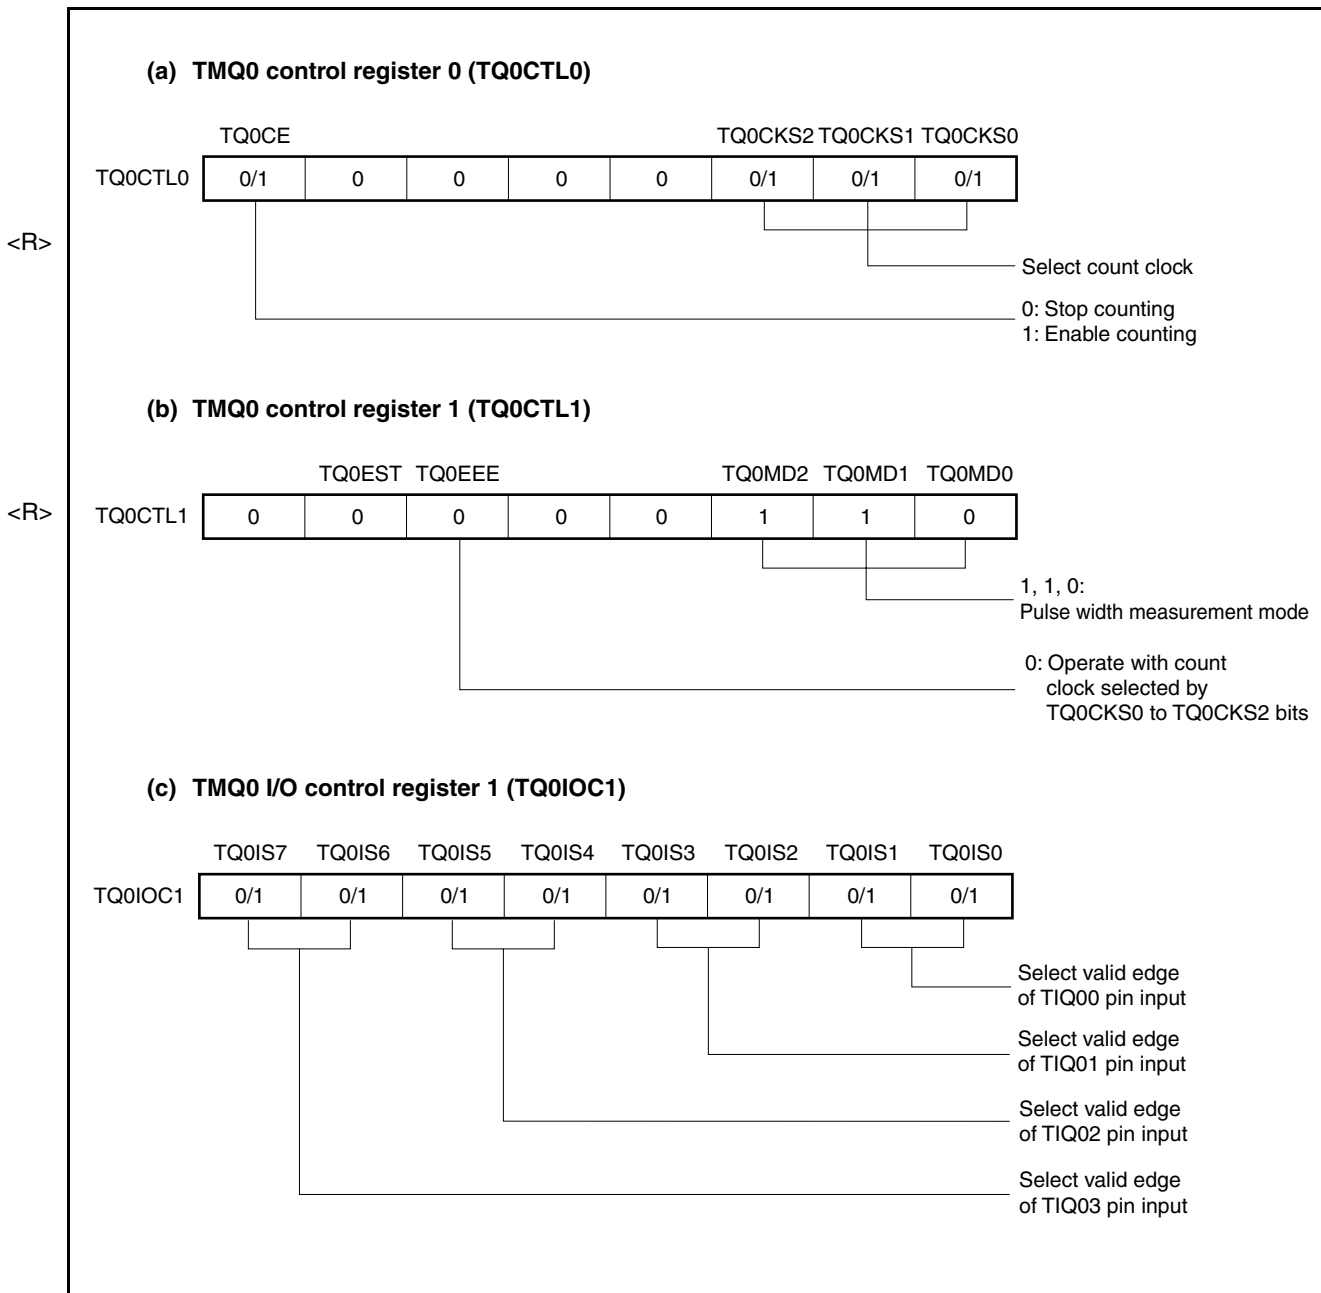 (a) TMQ0 control register 0 (TQ0CTL0)
TQ0CE TQ0CKS2 TQ0CKS1 TQ0CKS0
TQ0CTL0 0/1 0 0 0 0 0/1 0/1 0/1
<R>
Select count clock
0: Stop counting
1: Enable counting
(b) TMQ0 control register 1 (TQ0CTL1)
TQ0EST TQ0EEE TQ0MD2 TQ0MD1 TQ0MD0
<R> TQ0CTL1 0 0 0 0 0 1 1 0
1, 1, 0:
Pulse width measurement mode
0: Operate with count
clock selected by
TQ0CKS0 to TQ0CKS2 bits
(c) TMQ0 I/O control register 1 (TQ0IOC1)
TQ0IS7 TQ0IS6 TQ0IS5 TQ0IS4 TQ0IS3 TQ0IS2 TQ0IS1 TQ0IS0
TQ0IOC1 0/1 0/1 0/1 0/1 0/1 0/1 0/1 0/1
Select valid edge
of TIQ00 pin input
Select valid edge
of TIQ01 pin input
Select valid edge
of TIQ02 pin input
Select valid edge
of TIQ03 pin input